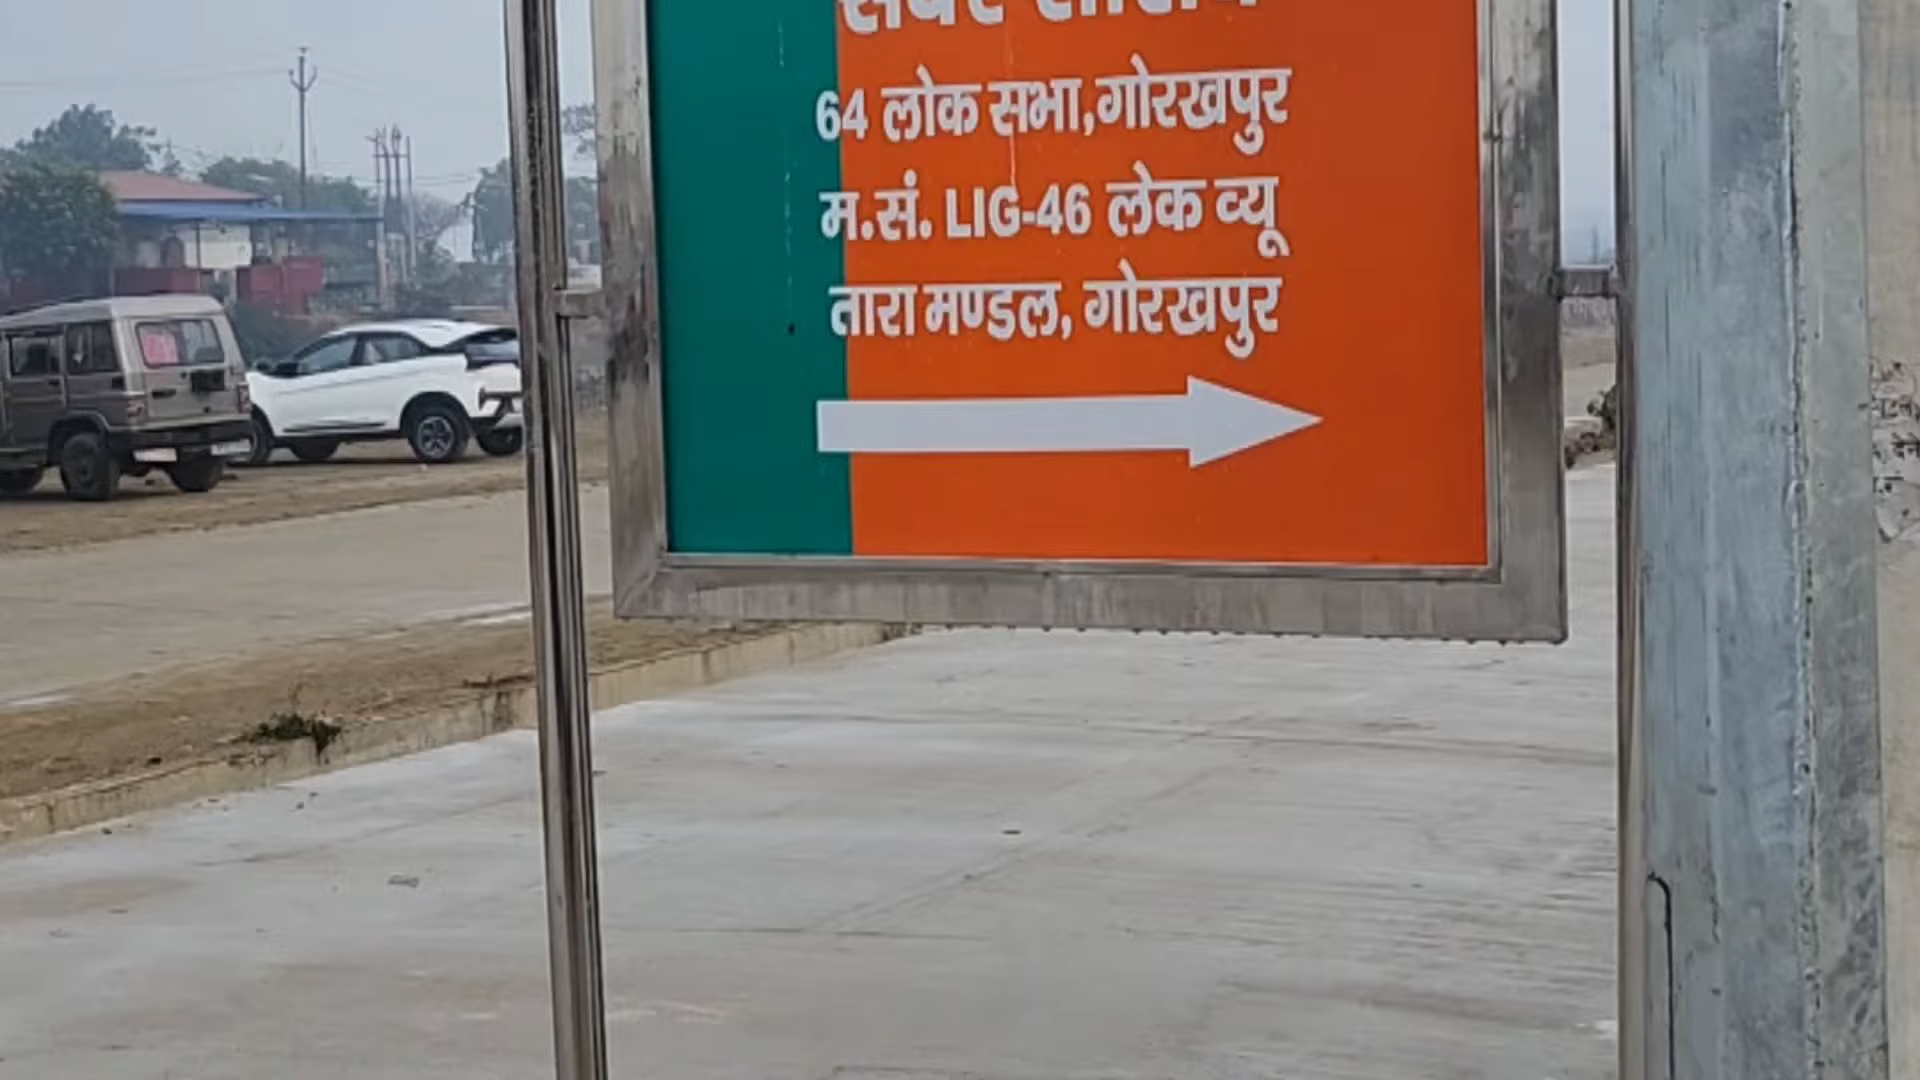 64 लोक सभा,गोरखपुर
म.सं. LIG-46 लेक व्यू
तारा मण्डल, गोरखपुर